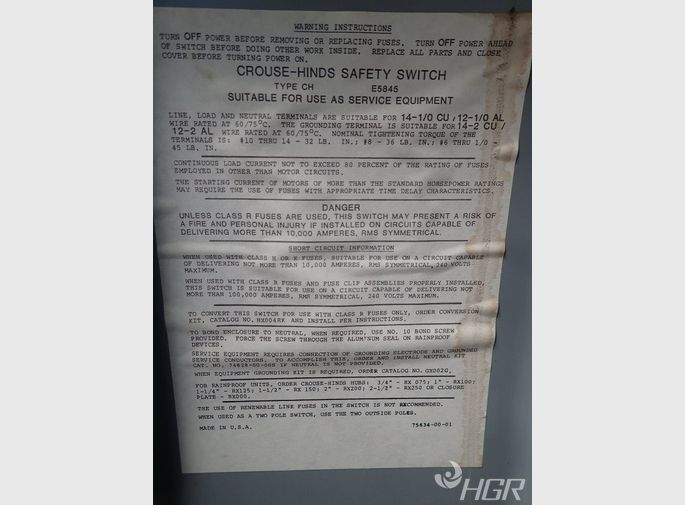 WARNING INSTRUCTIONS
TURN OFF POWER BEFORE REMOVING OR REPLACING FUSES. TURN OFF POWER AHEAD
OF SWITCH BEFORE DOING OTHER WORK INSIDE. REPLACE ALL PARTS AND CLOSE
COVER BEFORE TURNING POWER ON.
CROUSE-HINDS SAFETY SWITCH
TYPE CH E5845
SUITABLE FOR USE AS SERVICE EQUIPMENT
LINE, LOAD AND NEUTRAL TERMINALS ARE SUITABLE FOR 14-1/0 CU / 12-1/0 AL
WIRE RATED AT 60/75°C. THE GROUNDING TERMINAL IS SUITABLE FOR 14-2 CU /
12-2 AL WIRE RATED AT 60/75°C. NOMINAL TIGHTENING TORQUE OF THE
TERMINALS IS: #10 THRU 14 - 32 LB. IN.; #8 - 36 LB. IN.; #6 THRU 1/0 -
45 LB. IN.
CONTINUOUS LOAD CURRENT NOT TO EXCEED 80 PERCENT OF THE RATING OF FUSES
EMPLOYED IN OTHER THAN MOTOR CIRCUITS.
THE STARTING CURRENT OF MOTORS OF MORE THAN THE STANDARD HORSEPOWER RATINGS
MAY REQUIRE THE USE OF FUSES WITH APPROPRIATE TIME DELAY CHARACTERISTICS.
DANGER
UNLESS CLASS R FUSES ARE USED, THIS SWITCH MAY PRESENT A RISK OF
A FIRE AND PERSONAL INJURY IF INSTALLED ON CIRCUITS CAPABLE OF
DELIVERING MORE THAN 10,000 AMPERES, RMS SYMMETRICAL.
SHORT CIRCUIT INFORMATION
WHEN USED WITH CLASS H OR K FUSES, SUITABLE FOR USE ON A CIRCUIT CAPABLE
OF DELIVERING NOT MORE THAN 10,000 AMPERES, RMS SYMMETRICAL, 240 VOLTS
MAXIMUM.
WHEN USED WITH CLASS R FUSES AND FUSE CLIP ASSEMBLIES PROPERLY INSTALLED,
THIS SWITCH IS SUITABLE FOR USE ON A CIRCUIT CAPABLE OF DELIVERING NOT
MORE THAN 100,000 AMPERES, RMS SYMMETRICAL, 240 VOLTS MAXIMUM.
TO CONVERT THIS SWITCH FOR USE WITH CLASS R FUSES ONLY, ORDER CONVERSION
KIT, CATALOG NO. HX004RK AND INSTALL PER INSTRUCTIONS.
TO BOND ENCLOSURE TO NEUTRAL, WHEN REQUIRED, USE NO. 10 BOND SCREW
PROVIDED. FORCE THE SCREW THROUGH THE ALUMINUM SEAL ON RAINPROOF
DEVICES.
SERVICE EQUIPMENT REQUIRES CONNECTION OF GROUNDING ELECTRODE AND GROUNDED
SERVICE CONDUCTORS. TO ACCOMPLISH THIS, ORDER AND INSTALL NEUTRAL KIT
CAT. NO. IF NEUTRAL IS NOT PROVIDED.
WHEN EQUIPMENT GROUNDING KIT IS REQUIRED, ORDER CATALOG NO. GXD020.
FOR RAINPROOF UNITS, ORDER CROUSE-HINDS HUBS: 3/4" - RX 075; 1" - RX100;
1-1/4" - RX125; 1-1/2" - RX 150; 2" - RX200; 2-1/2" - RX250 OR CLOSURE
PLATE - RXD00.
THE USE OF RENEWABLE LINK FUSES IN THE SWITCH IS NOT RECOMMENDED.
WHEN USED AS A TWO POLE SWITCH, USE THE TWO OUTSIDE POLES.
MADE IN U.S.A. 75634-00-01
HGR